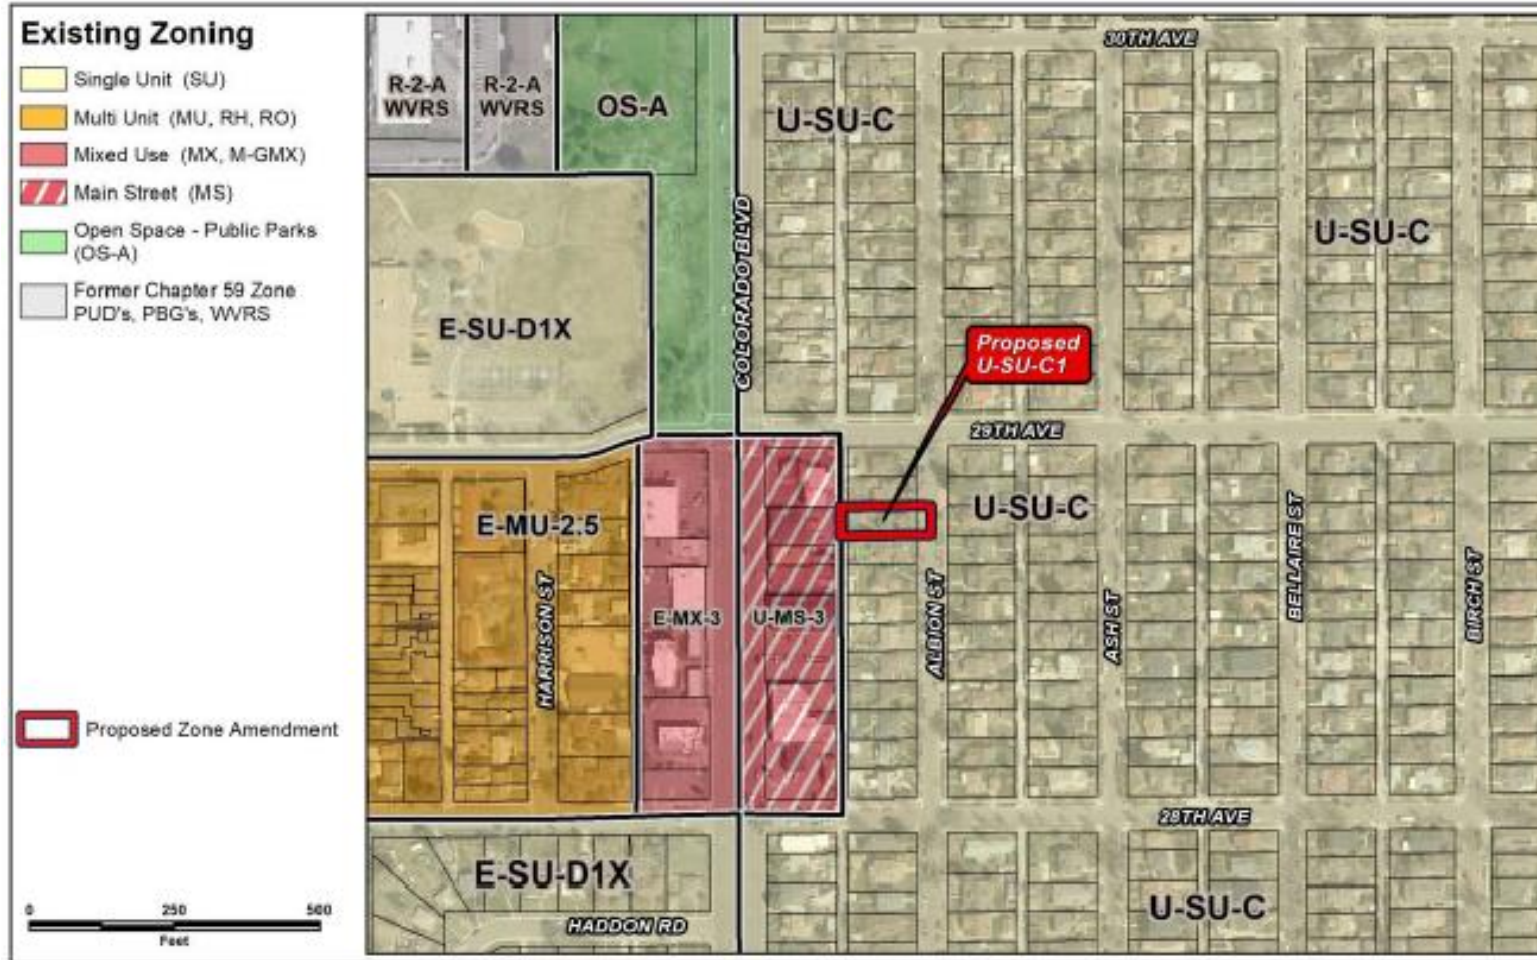 Existing Zoning
Single Unit (SU)
Multi Unit (MU, RH, RO)
Mixed Use (MX, M-GMX)
Main Street (MS)
Open Space - Public Parks
(OS-A)
Former Chapter 59 Zone
PUD's, PBG's, WVRS
Proposed Zone Amendment
0 250 500
Feet
R-2-A
WVRS
R-2-A
WVRS
OS-A
U-SU-C
30TH AVE
U-SU-C
E-SU-D1X
COLORADO BLVD
Proposed
U-SU-C1
29TH AVE
E-MU-2.5
U-SU-C
HARRISON ST
E-MX-3
U-MS-3
ALBION ST
ASH ST
BELLAIRE ST
BIRCH ST
28TH AVE
E-SU-D1X
U-SU-C
HADDON RD